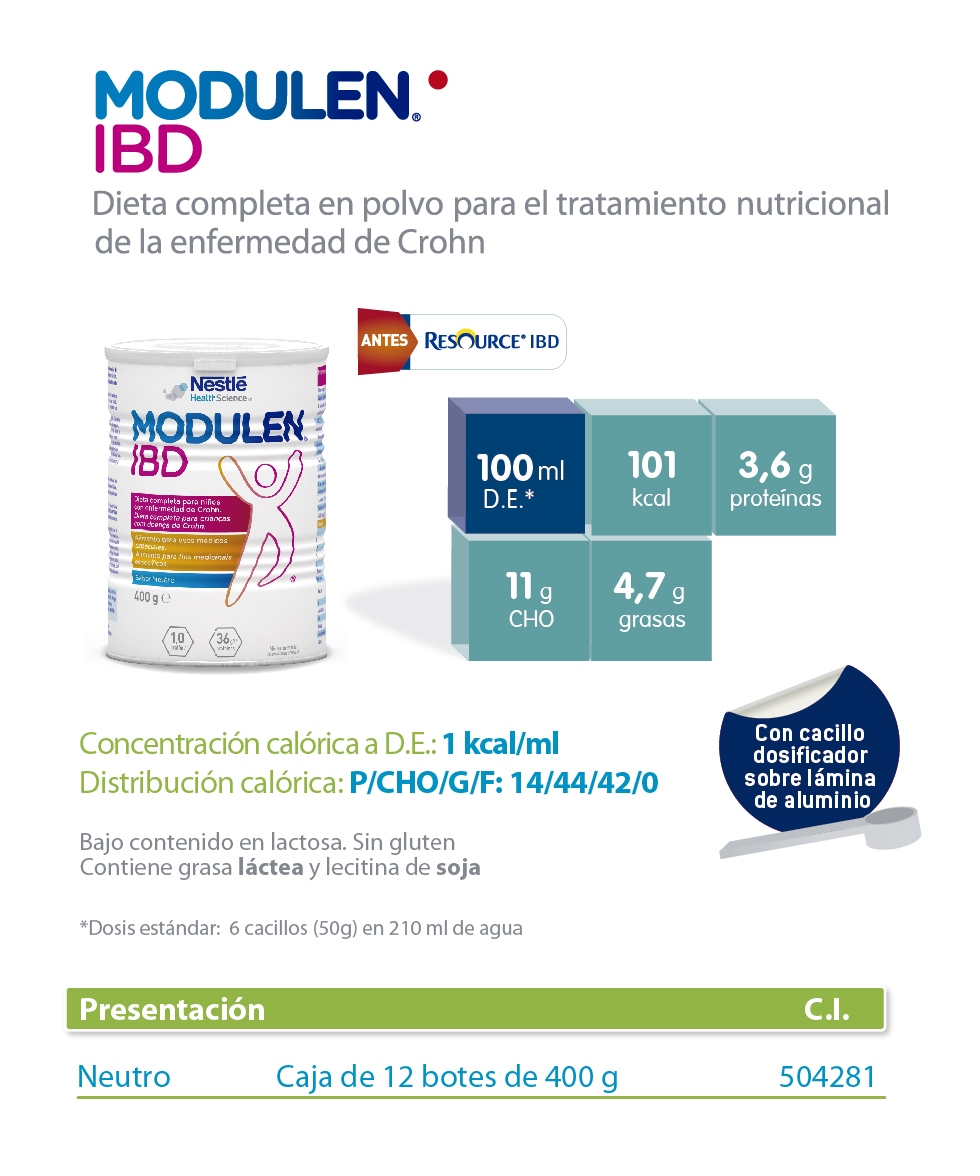 MODULEN®
IBD
Dieta completa en polvo para el tratamiento nutricional
de la enfermedad de Crohn
ANTES RESOURCE® IBD
Nestlé
HealthScience
MODULEN
IBD
Dieta completa para niños
con enfermedad de Crohn.
Dieta completa para crianças
com doença de Crohn.
Alimento para usos médicos
especiales.
Alimento para fins medicinais
específicos.
Sabor Neutro
400 g e
1,0
36
100 ml
D.E.*
101
kcal
3,6 g
proteínas
11 g
CHO
4,7 g
grasas
Concentración calórica a D.E.: 1 kcal/ml
Distribución calórica: P/CHO/G/F: 14/44/42/0
Con cacillo
dosificador
sobre lámina
de aluminio
Bajo contenido en lactosa. Sin gluten
Contiene grasa láctea y lecitina de soja
*Dosis estándar: 6 cacillos (50g) en 210 ml de agua
Presentación C.I.
Neutro Caja de 12 botes de 400 g 504281